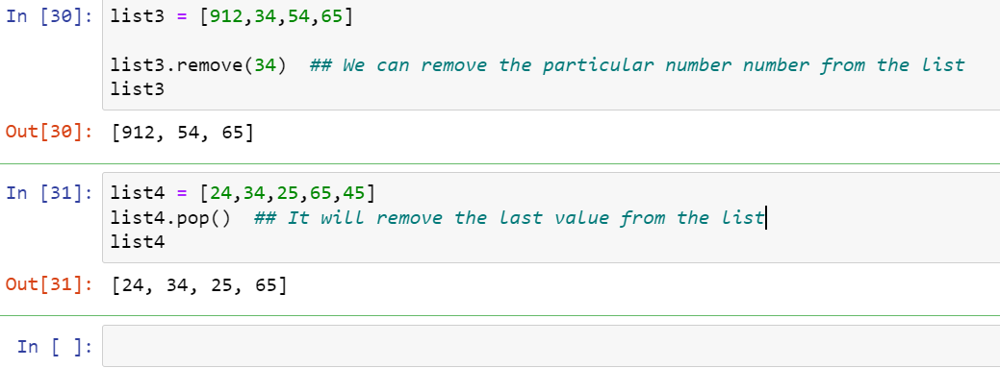 In [30]: list3 = [912,34,54,65]
list3.remove(34)  ## We can remove the particular number number from the list
list3
Out[30]: [912, 54, 65]
In [31]: list4 = [24,34,25,65,45]
list4.pop()  ## It will remove the last value from the list
list4
Out[31]: [24, 34, 25, 65]
In [ ]: